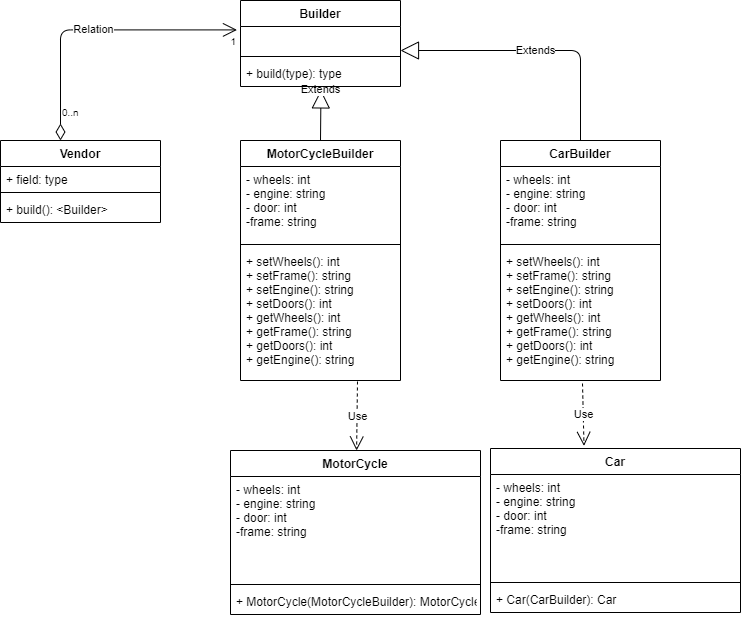 Builder
+ build(type): type
Relation
1
0..n
Extends
Extends
Vendor
+ field: type
+ build(): <Builder>
MotorCycleBuilder
- wheels: int
- engine: string
- door: int
-frame: string
+ setWheels(): int
+ setFrame(): string
+ setEngine(): string
+ setDoors(): int
+ getWheels(): int
+ getFrame(): string
+ getDoors(): int
+ getEngine(): string
CarBuilder
- wheels: int
- engine: string
- door: int
-frame: string
+ setWheels(): int
+ setFrame(): string
+ setEngine(): string
+ setDoors(): int
+ getWheels(): int
+ getFrame(): string
+ getDoors(): int
+ getEngine(): string
Use
Use
MotorCycle
- wheels: int
- engine: string
- door: int
-frame: string
+ MotorCycle(MotorCycleBuilder): MotorCycle
Car
- wheels: int
- engine: string
- door: int
-frame: string
+ Car(CarBuilder): Car